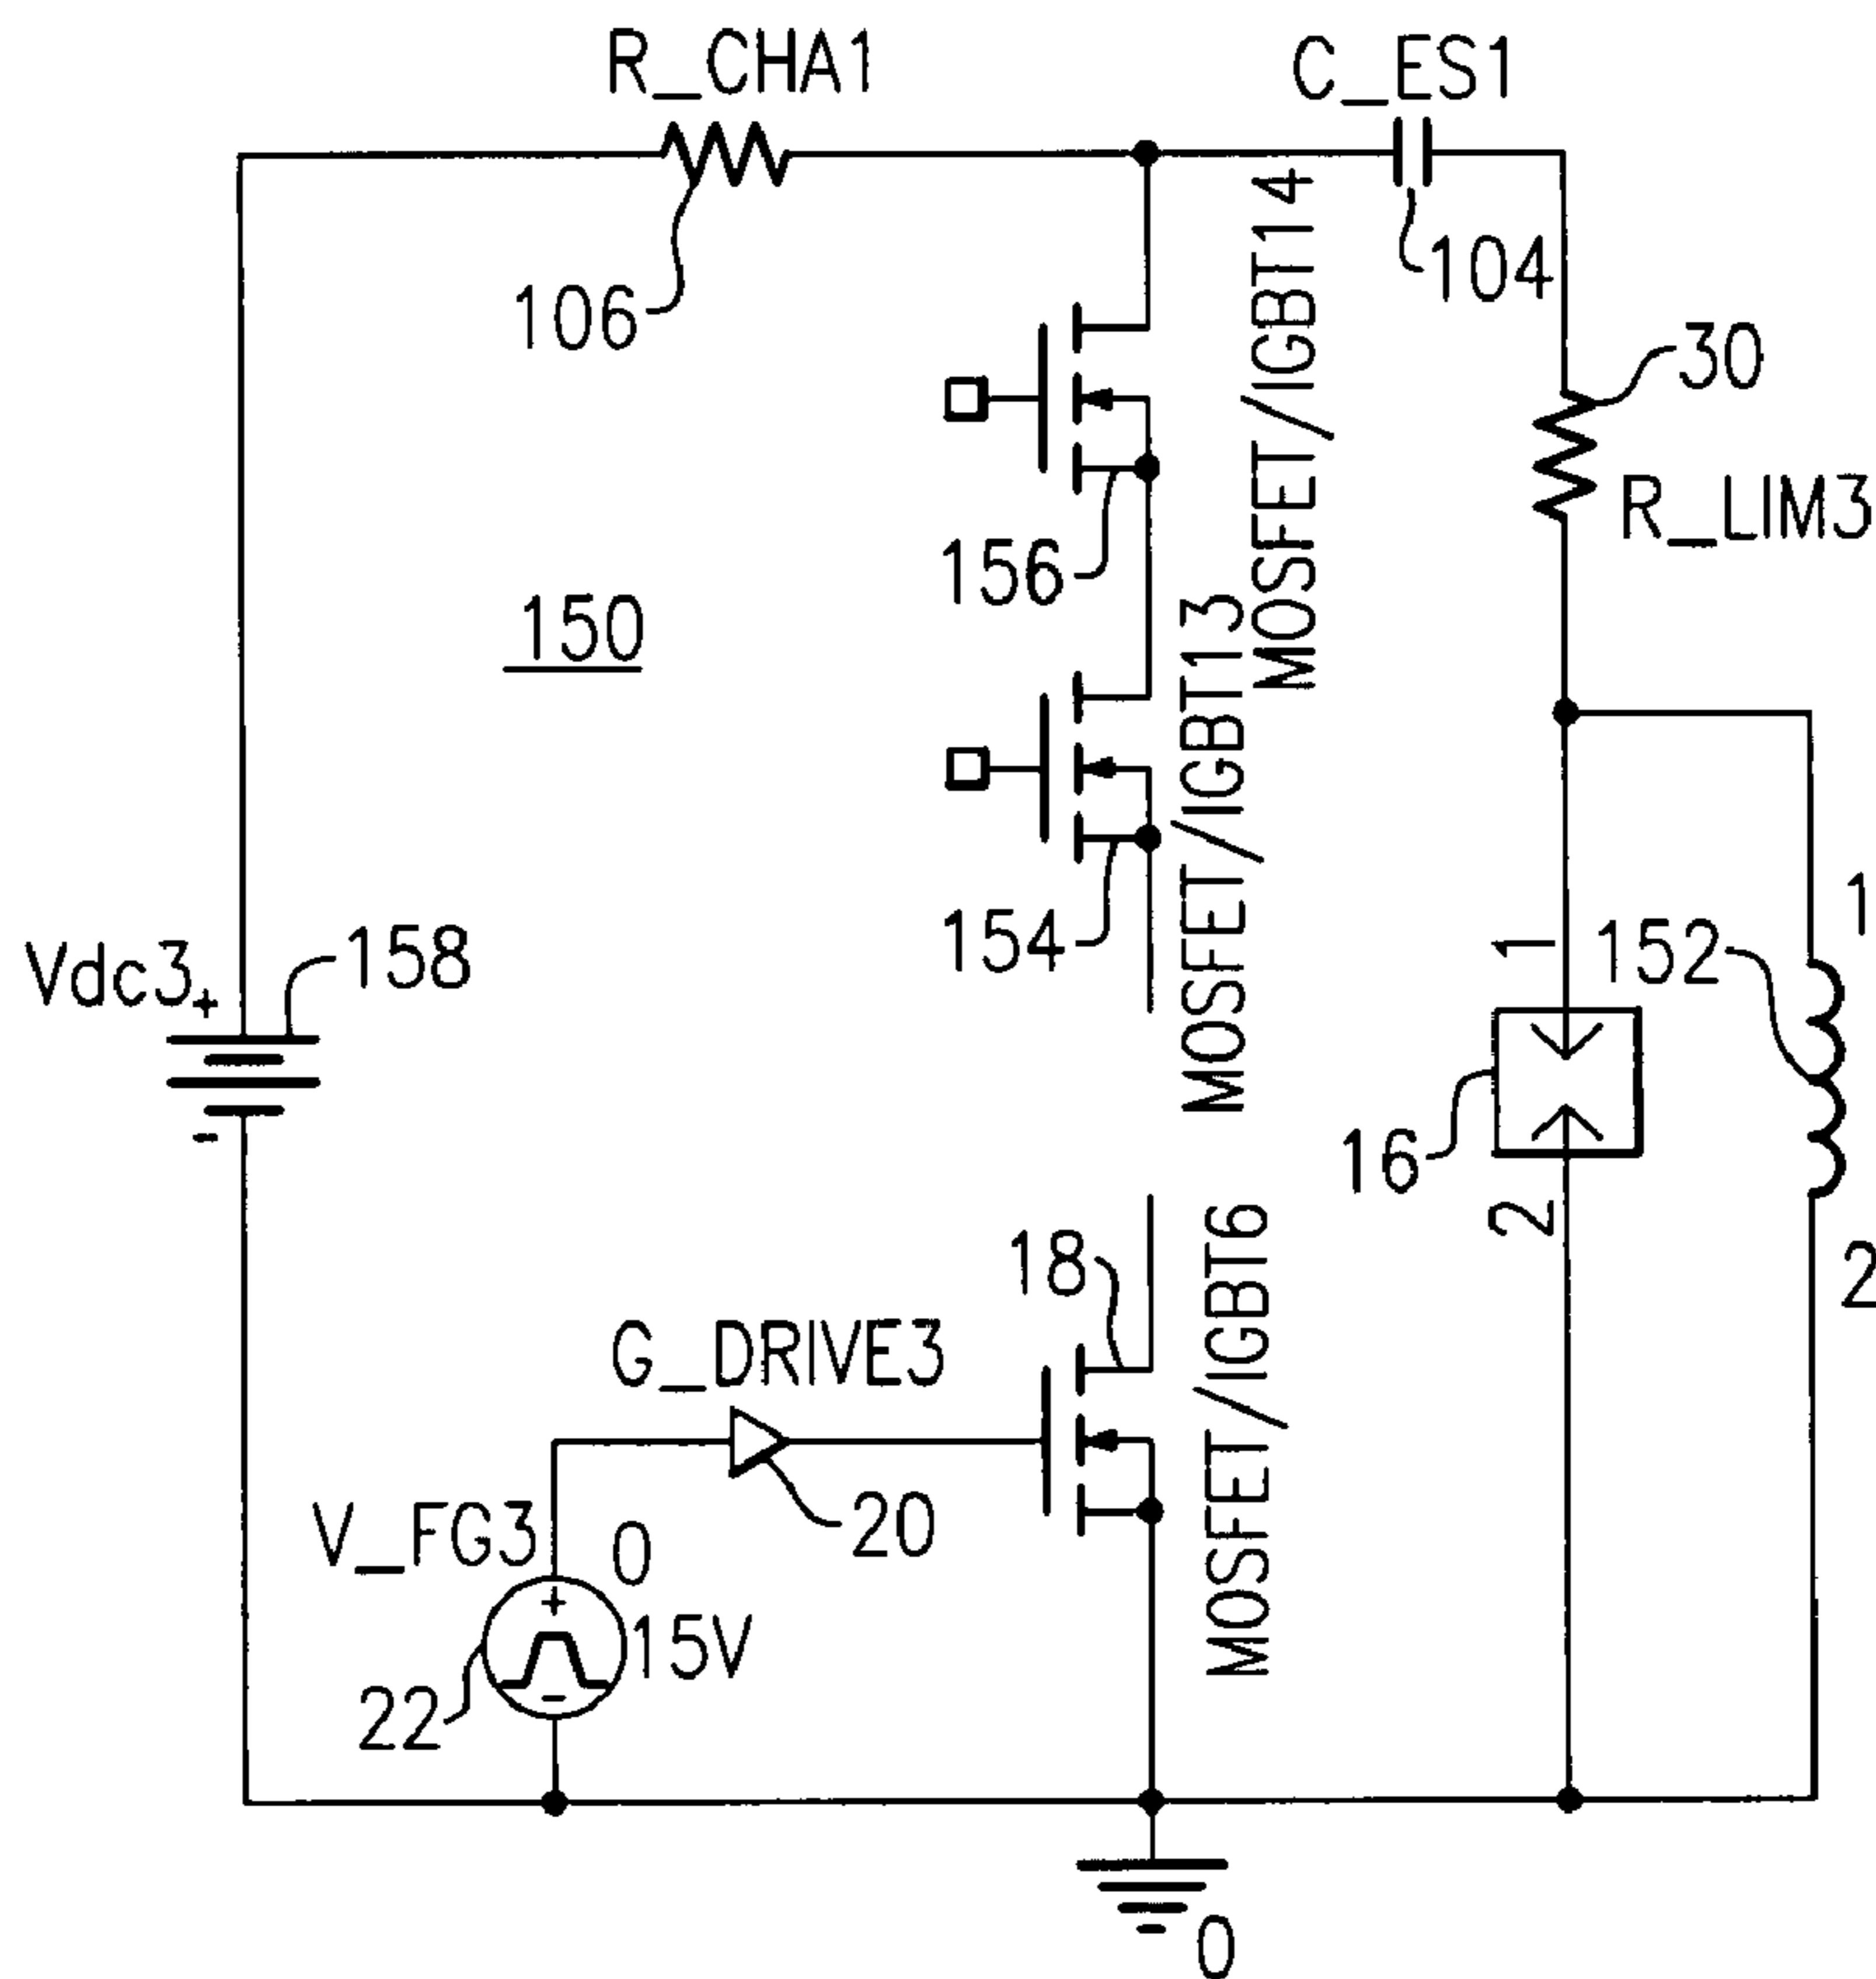 R_CHA1
C_ES1
106
104
MOSFET/IGBT14
30
R_LIM3
156
150
MOSFET/IGBT13
154
Vdc3
+
158
-
1
152
1
16
2
2
18
MOSFET/IGBT6
G_DRIVE3
20
V_FG3
0
+
15V
-
22
0